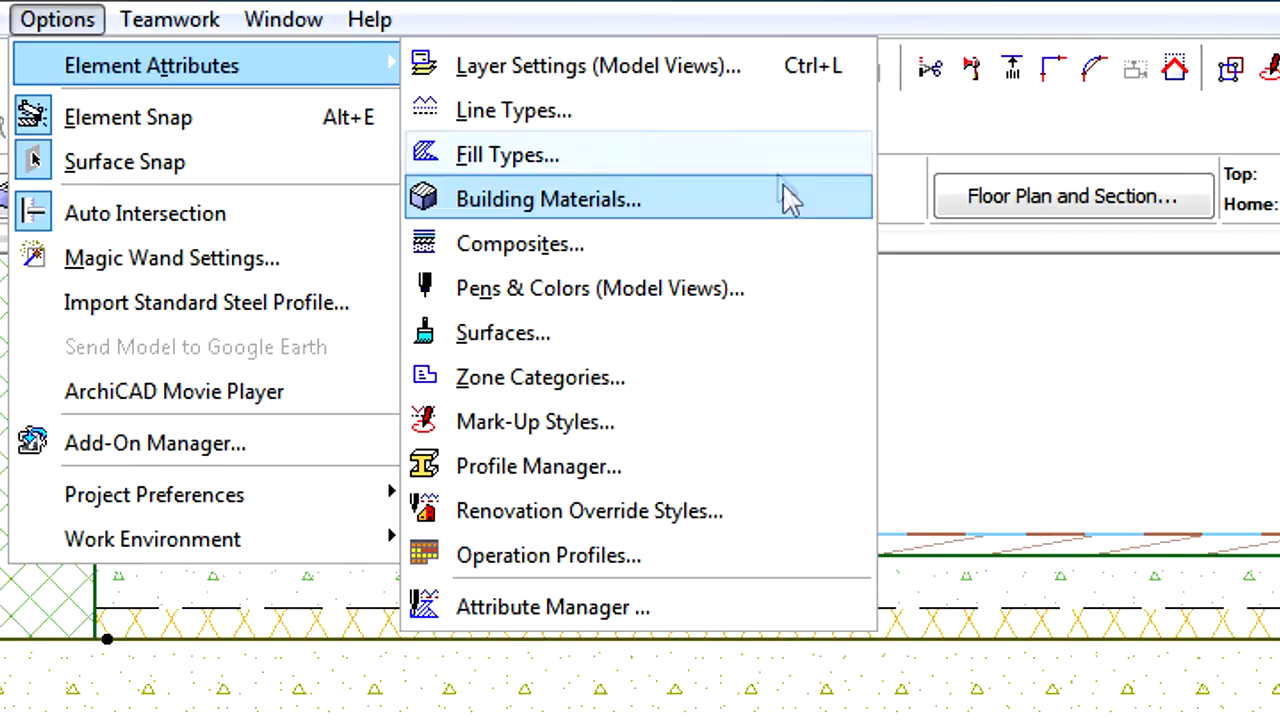 Options Teamwork Window Help
Element Attributes
Element Snap Alt+E
Surface Snap
Auto Intersection
Magic Wand Settings...
Import Standard Steel Profile...
Send Model to Google Earth
ArchiCAD Movie Player
Add-On Manager...
Project Preferences
Work Environment
Layer Settings (Model Views)... Ctrl+L
Line Types...
Fill Types...
Building Materials...
Composites...
Pens & Colors (Model Views)...
Surfaces...
Zone Categories...
Mark-Up Styles...
Profile Manager...
Renovation Override Styles...
Operation Profiles...
Attribute Manager ...
Floor Plan and Section...
Top:
Home: